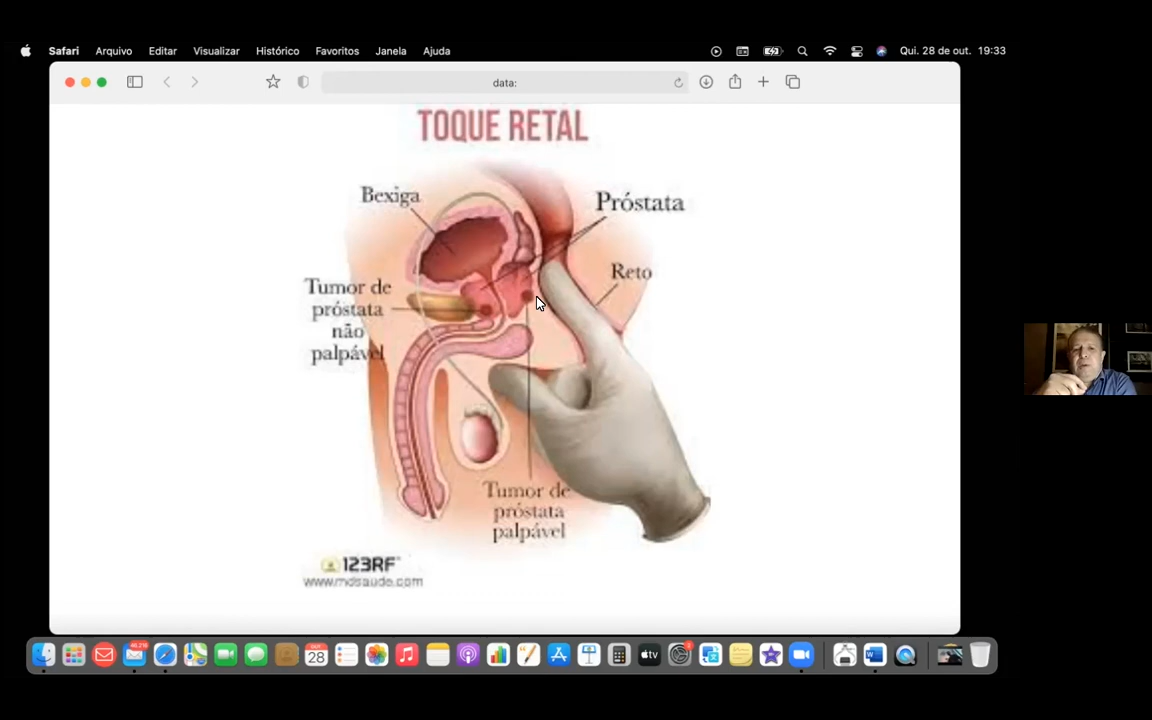 Safari Arquivo Editar Visualizar Histórico Favoritos Janela Ajuda Qui. 28 de out. 19:33
data:
TOQUE RETAL
Bexiga
Próstata
Reto
Tumor de
próstata
não
palpável
Tumor de
próstata
palpável
123RF
www.mdsaude.com
28
tv